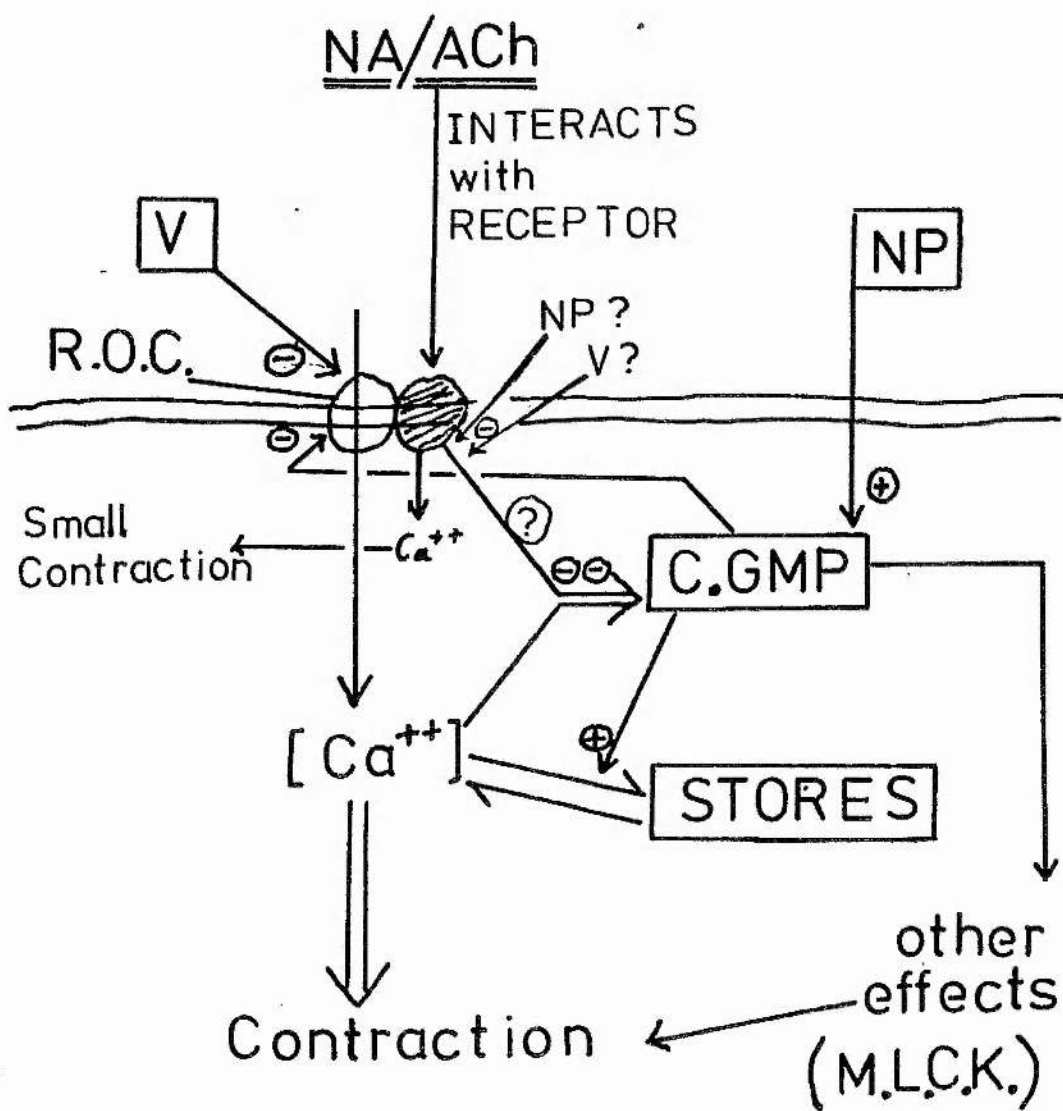 NA/ACh
INTERACTS
with
RECEPTOR
V
NP
NP?
V?
R.O.C.
⊖
⊖
⊖
⊕
Small
Contraction
Ca++
?
⊖⊖
C.GMP
[Ca++]
⊕
STORES
other
effects
(M.L.C.K.)
Contraction